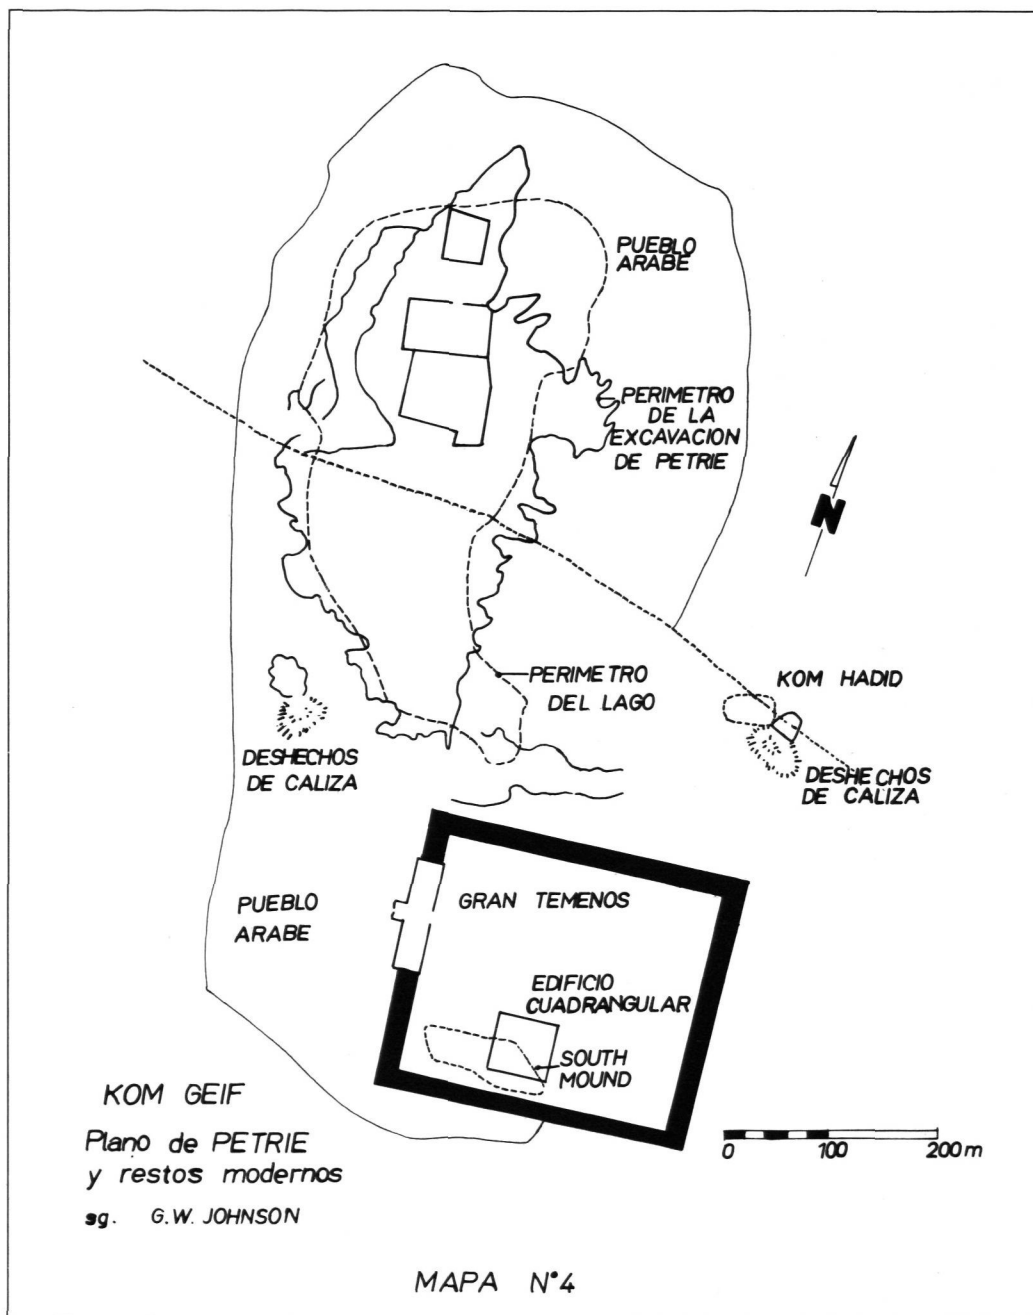 PUEBLO
ARABE
PERIMETRO
DE LA
EXCAVACION
DE PETRIE
N
KOM HADID
PERIMETRO
DEL LAGO
DESHECHOS
DE CALIZA
DESHECHOS
DE CALIZA
GRAN TEMENOS
PUEBLO
ARABE
EDIFICIO
CUADRANGULAR
SOUTH
MOUND
KOM GEIF
Plano de PETRIE
y restos modernos
sg. G.W. JOHNSON
0 100 200m
MAPA N°4